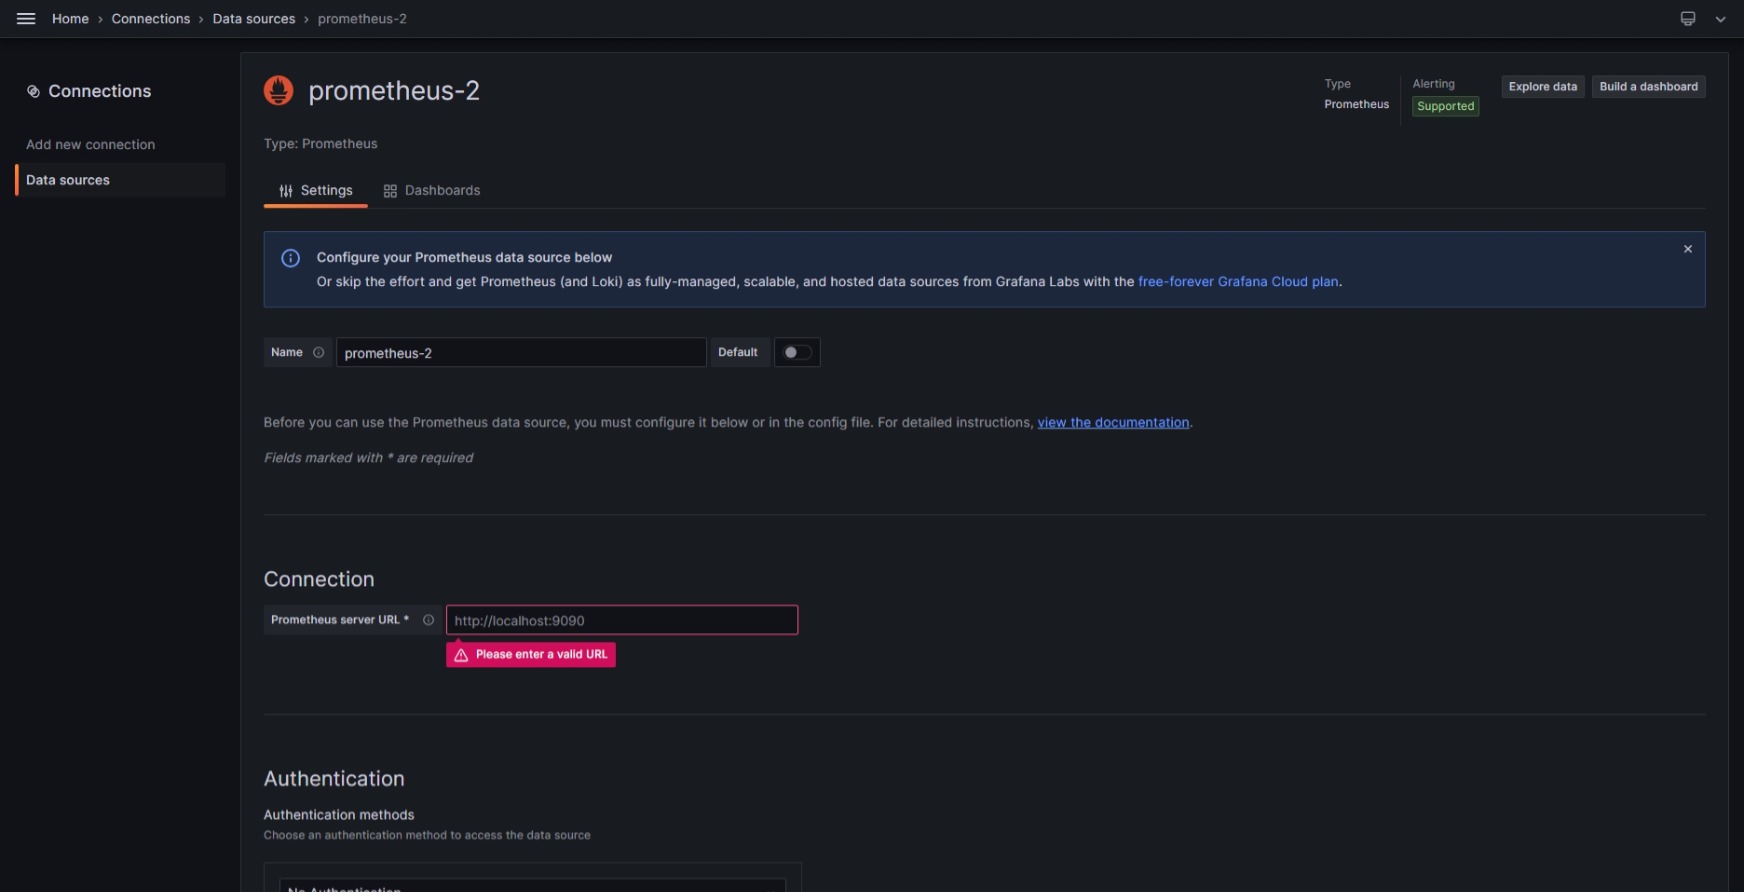 Home › Connections › Data sources › prometheus-2
Connections
Add new connection
Data sources
prometheus-2
Type
Prometheus
Alerting
Supported
Explore data
Build a dashboard
Type: Prometheus
Settings
Dashboards
Configure your Prometheus data source below
Or skip the effort and get Prometheus (and Loki) as fully-managed, scalable, and hosted data sources from Grafana Labs with the free-forever Grafana Cloud plan.
Name
prometheus-2
Default
Before you can use the Prometheus data source, you must configure it below or in the config file. For detailed instructions, view the documentation.
Fields marked with * are required
Connection
Prometheus server URL *
http://localhost:9090
Please enter a valid URL
Authentication
Authentication methods
Choose an authentication method to access the data source
No Authentication